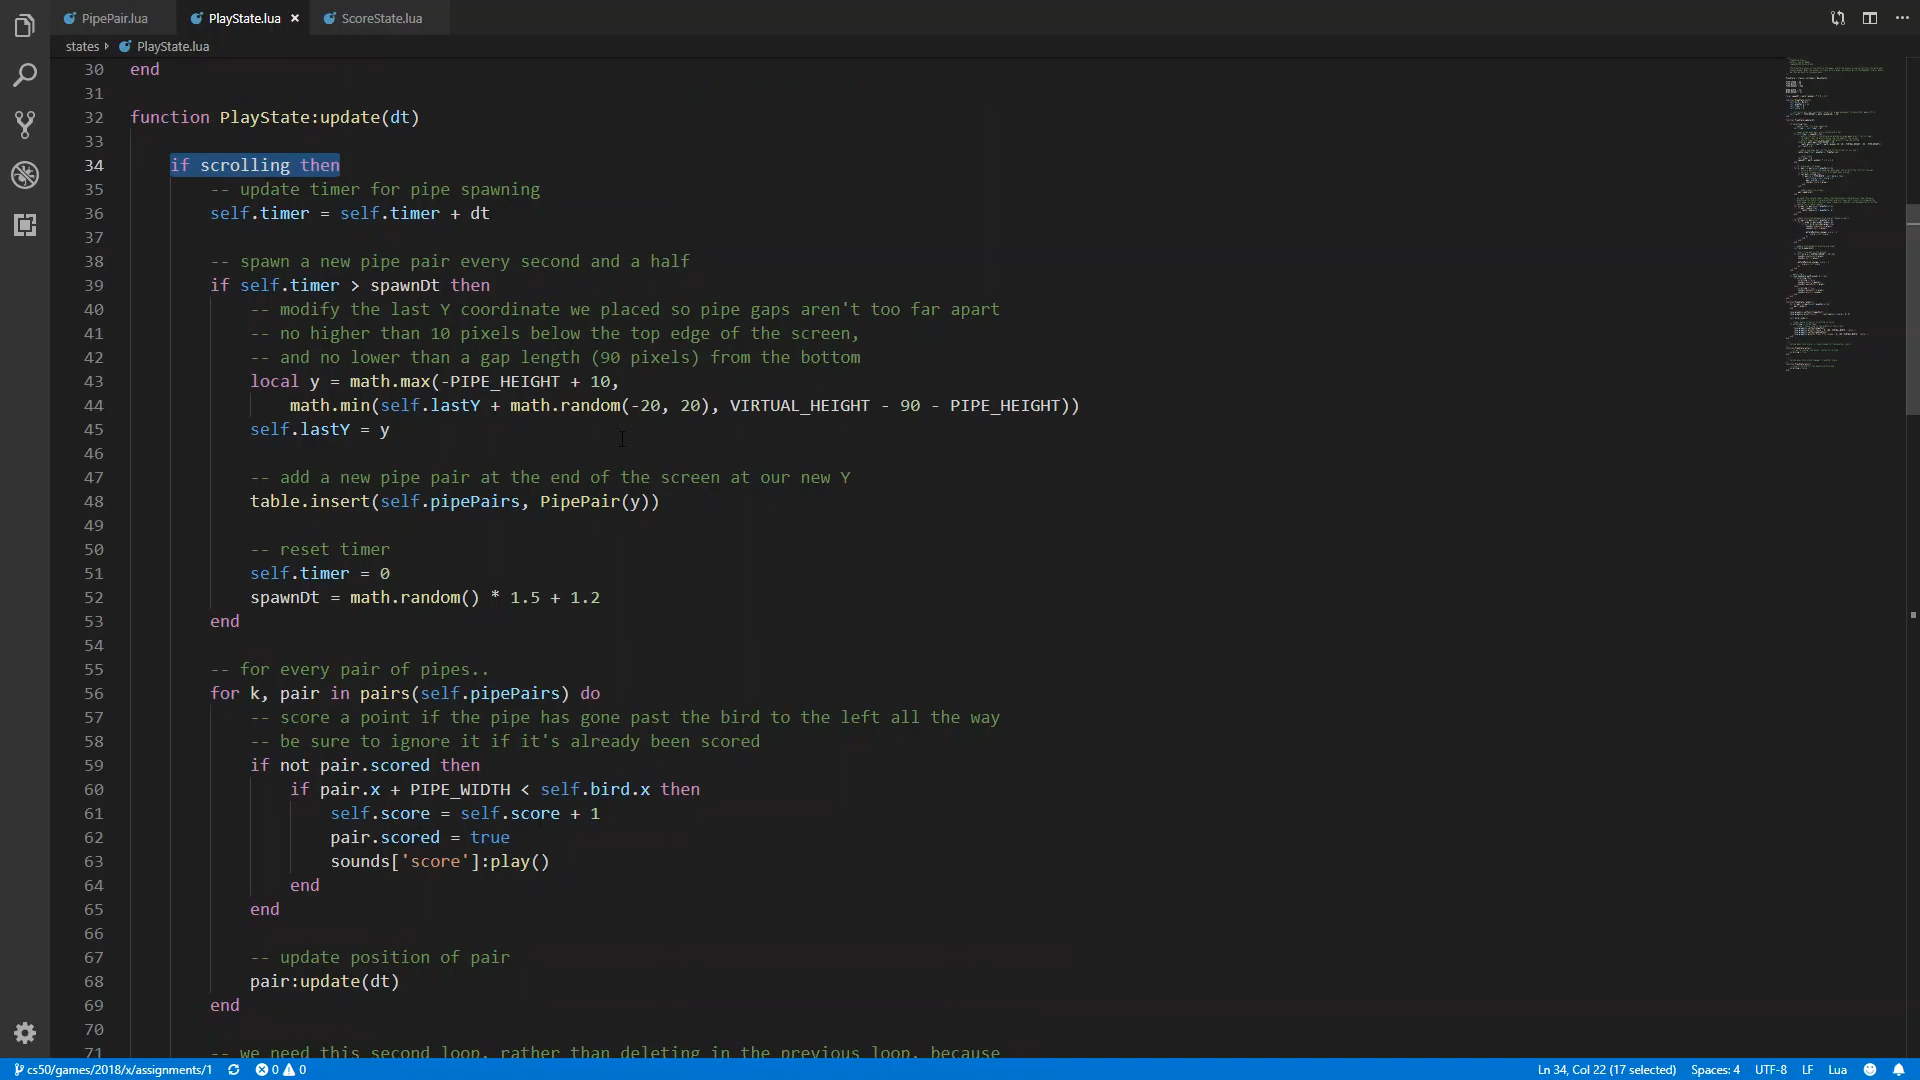 PipePair.lua
PlayState.lua ×
ScoreState.lua
states
PlayState.lua
30 end
31
32 function PlayState:update(dt)
33
34 if scrolling then
35 -- update timer for pipe spawning
36 self.timer = self.timer + dt
37
38 -- spawn a new pipe pair every second and a half
39 if self.timer > spawnDt then
40 -- modify the last Y coordinate we placed so pipe gaps aren't too far apart
41 -- no higher than 10 pixels below the top edge of the screen,
42 -- and no lower than a gap length (90 pixels) from the bottom
43 local y = math.max(-PIPE_HEIGHT + 10,
44 math.min(self.lastY + math.random(-20, 20), VIRTUAL_HEIGHT - 90 - PIPE_HEIGHT))
45 self.lastY = y
46
47 -- add a new pipe pair at the end of the screen at our new Y
48 table.insert(self.pipePairs, PipePair(y))
49
50 -- reset timer
51 self.timer = 0
52 spawnDt = math.random() * 1.5 + 1.2
53 end
54
55 -- for every pair of pipes..
56 for k, pair in pairs(self.pipePairs) do
57 -- score a point if the pipe has gone past the bird to the left all the way
58 -- be sure to ignore it if it's already been scored
59 if not pair.scored then
60 if pair.x + PIPE_WIDTH < self.bird.x then
61 self.score = self.score + 1
62 pair.scored = true
63 sounds['score']:play()
64 end
65 end
66
67 -- update position of pair
68 pair:update(dt)
69 end
70
71 -- we need this second loop, rather than deleting in the previous loop, because
cs50/games/2018/x/assignments/1 0 0 Ln 34, Col 22 (17 selected) Spaces: 4 UTF-8 LF Lua